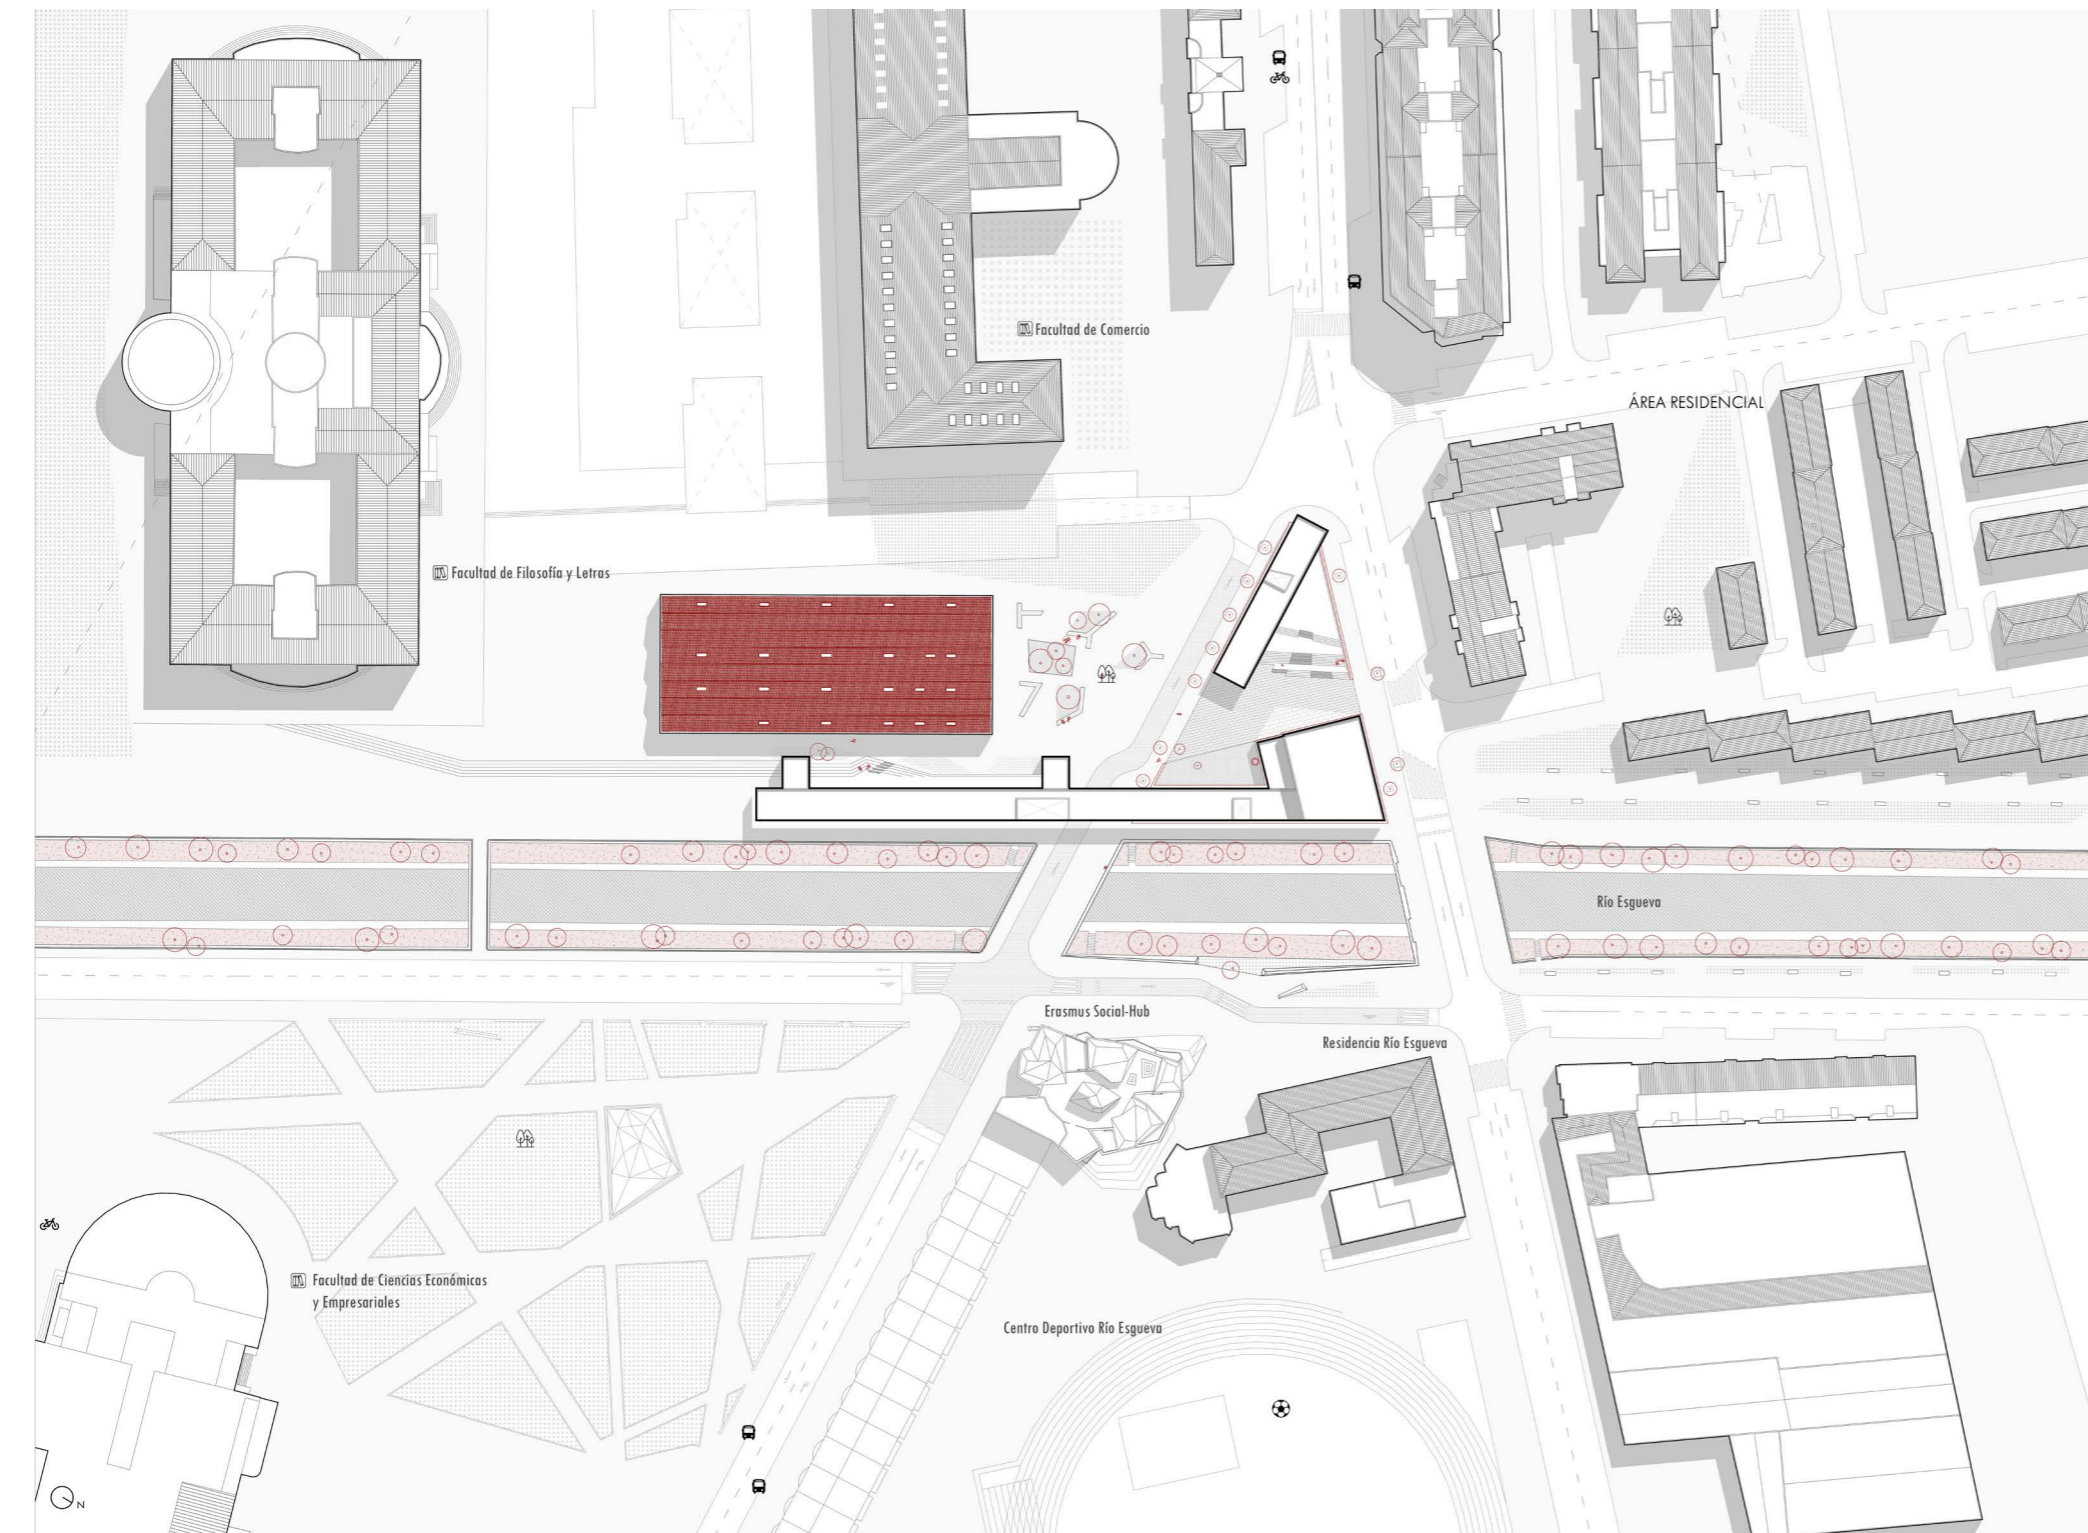 Facultad de Comercio
ÁREA RESIDENCIAL
Facultad de Filosofía y Letras
Río Esgueva
Erasmus Social-Hub
Residencia Río Esgueva
Facultad de Ciencias Económicas
y Empresariales
Centro Deportivo Río Esgueva
N